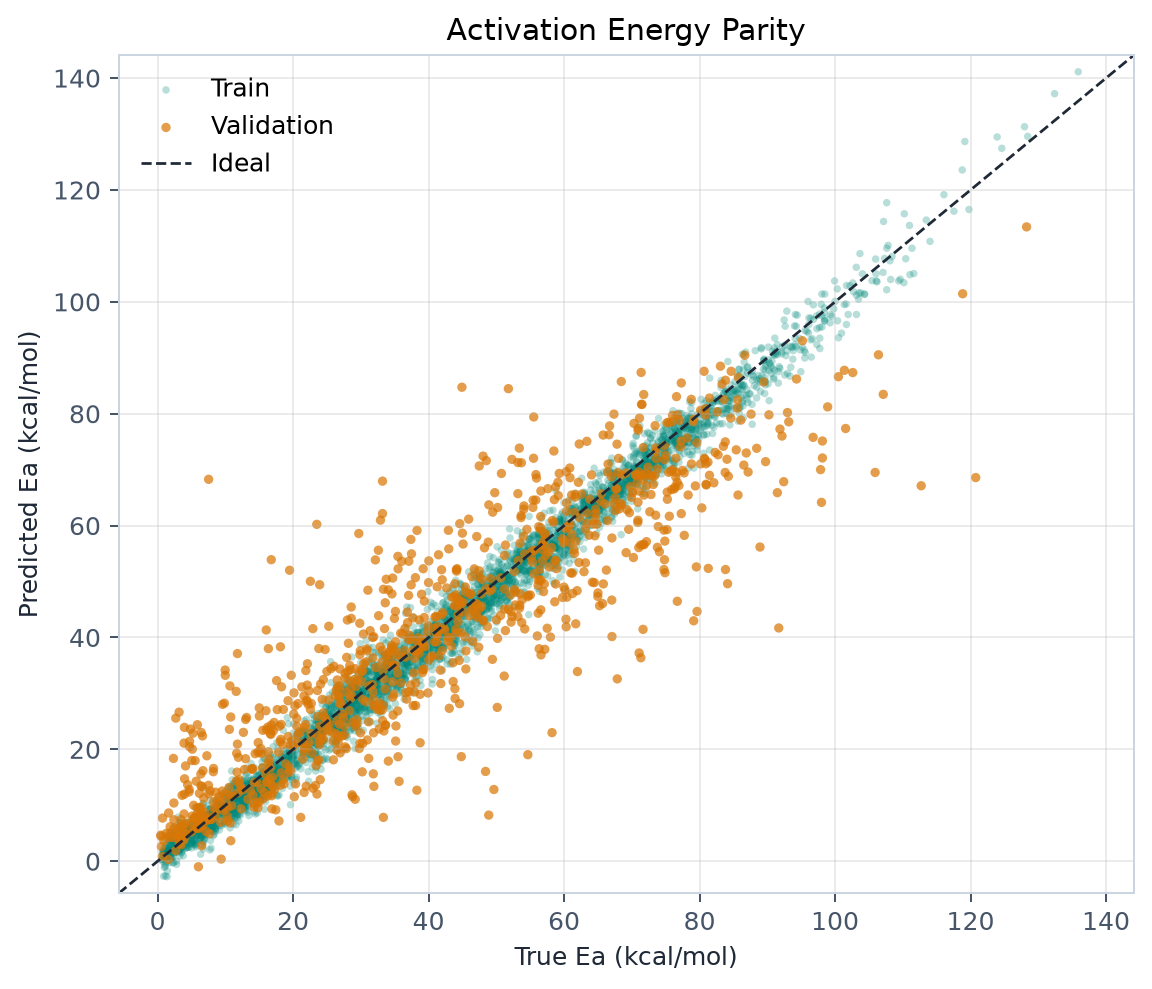 Activation Energy Parity
Train
Validation
Ideal
140
120
100
80
60
40
20
0
Predicted Ea (kcal/mol)
0 20 40 60 80 100 120 140
True Ea (kcal/mol)